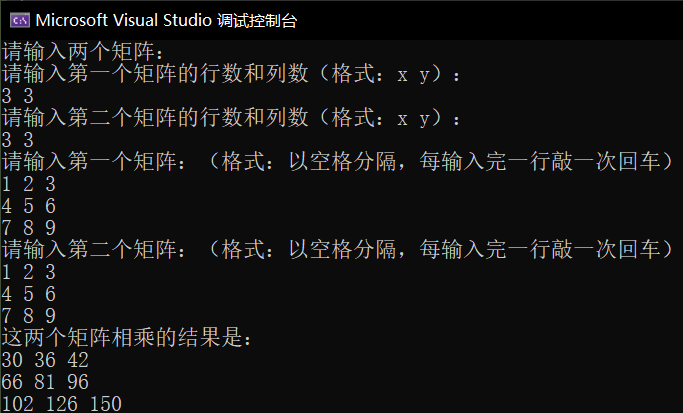 Microsoft Visual Studio 调试控制台
请输入两个矩阵：
请输入第一个矩阵的行数和列数（格式：x y）：
3 3
请输入第二个矩阵的行数和列数（格式：x y）：
3 3
请输入第一个矩阵：（格式：以空格分隔，每输入完一行敲一次回车）
1 2 3
4 5 6
7 8 9
请输入第二个矩阵：（格式：以空格分隔，每输入完一行敲一次回车）
1 2 3
4 5 6
7 8 9
这两个矩阵相乘的结果是：
30 36 42
66 81 96
102 126 150